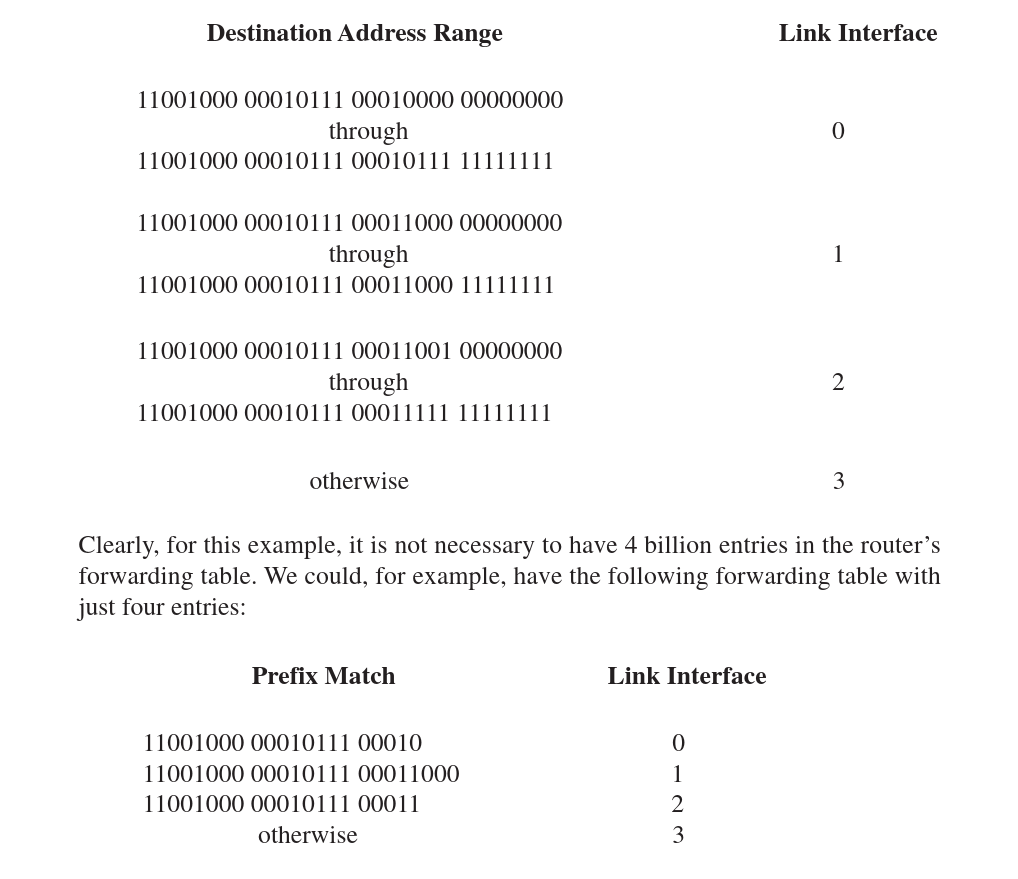 Destination Address Range Link Interface
11001000 00010111 00010000 00000000
through 0
11001000 00010111 00010111 11111111
11001000 00010111 00011000 00000000
through 1
11001000 00010111 00011000 11111111
11001000 00010111 00011001 00000000
through 2
11001000 00010111 00011111 11111111
otherwise 3
Clearly, for this example, it is not necessary to have 4 billion entries in the router’s
forwarding table. We could, for example, have the following forwarding table with
just four entries:
Prefix Match Link Interface
11001000 00010111 00010 0
11001000 00010111 00011000 1
11001000 00010111 00011 2
otherwise 3